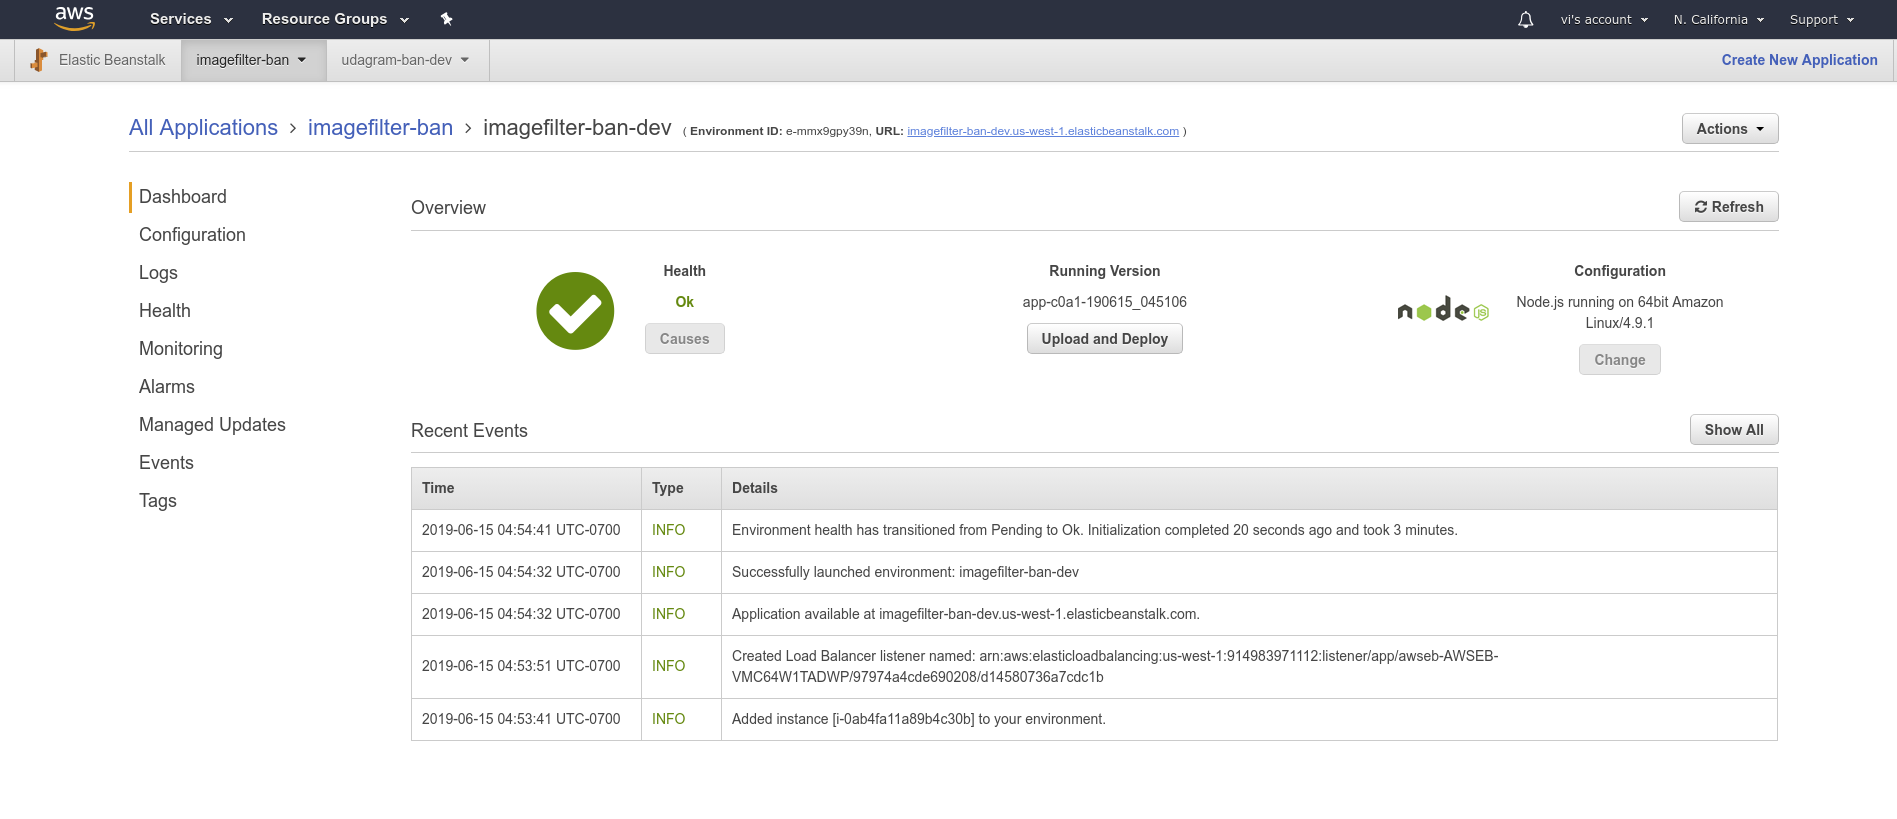 aws Services Resource Groups vi's account N. California Support
Elastic Beanstalk imagefilter-ban udagram-ban-dev Create New Application
All Applications > imagefilter-ban > imagefilter-ban-dev ( Environment ID: e-mmx9gpy39n, URL: imagefilter-ban-dev.us-west-1.elasticbeanstalk.com ) Actions
Dashboard
Configuration
Logs
Health
Monitoring
Alarms
Managed Updates
Events
Tags
Overview Refresh
Health
Ok
Causes
Running Version
app-c0a1-190615_045106
Upload and Deploy
node JS
Configuration
Node.js running on 64bit Amazon
Linux/4.9.1
Change
Recent Events Show All
Time Type Details
2019-06-15 04:54:41 UTC-0700 INFO Environment health has transitioned from Pending to Ok. Initialization completed 20 seconds ago and took 3 minutes.
2019-06-15 04:54:32 UTC-0700 INFO Successfully launched environment: imagefilter-ban-dev
2019-06-15 04:54:32 UTC-0700 INFO Application available at imagefilter-ban-dev.us-west-1.elasticbeanstalk.com.
2019-06-15 04:53:51 UTC-0700 INFO Created Load Balancer listener named: arn:aws:elasticloadbalancing:us-west-1:914983971112:listener/app/awseb-AWSEB-
VMC64W1TADWP/97974a4cde690208/d14580736a7cdc1b
2019-06-15 04:53:41 UTC-0700 INFO Added instance [i-0ab4fa11a89b4c30b] to your environment.